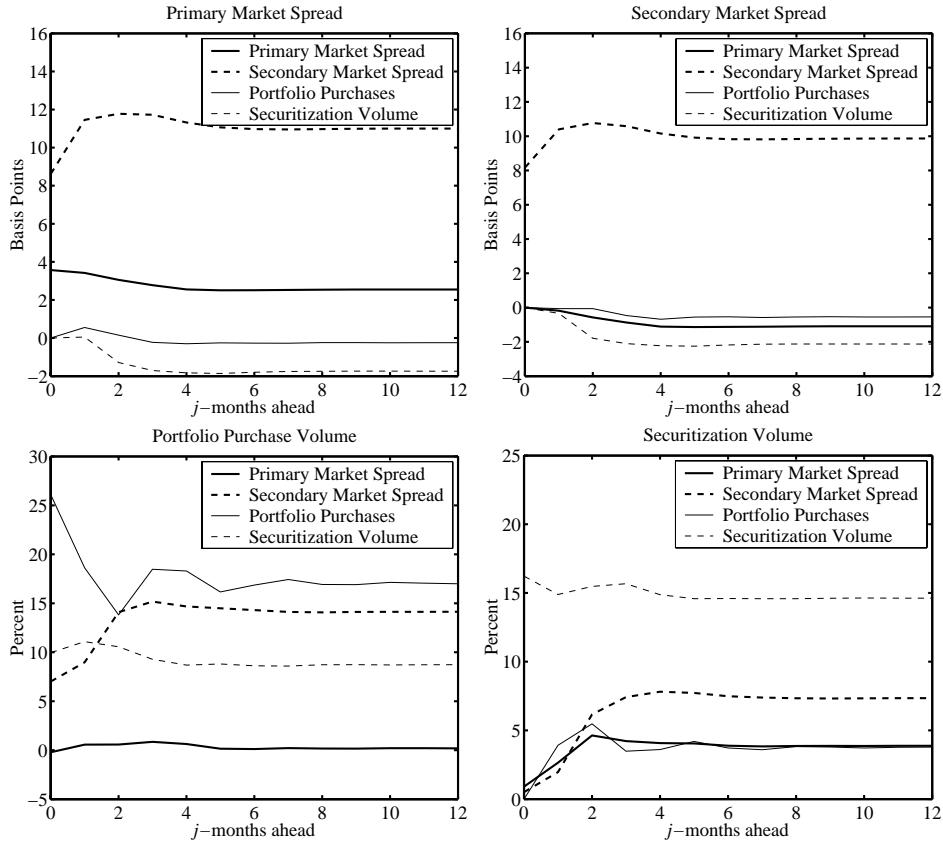 Primary Market Spread
16
14
12
10
8
6
4
2
0
−2
Basis Points
Primary Market Spread
Secondary Market Spread
Portfolio Purchases
Securitization Volume
0 2 4 6 8 10 12
j−months ahead
Secondary Market Spread
16
14
12
10
8
6
4
2
0
−2
−4
Basis Points
Primary Market Spread
Secondary Market Spread
Portfolio Purchases
Securitization Volume
0 2 4 6 8 10 12
j−months ahead
Portfolio Purchase Volume
30
25
20
15
10
5
0
−5
Percent
Primary Market Spread
Secondary Market Spread
Portfolio Purchases
Securitization Volume
0 2 4 6 8 10 12
j−months ahead
Securitization Volume
25
20
15
10
5
0
Percent
Primary Market Spread
Secondary Market Spread
Portfolio Purchases
Securitization Volume
0 2 4 6 8 10 12
j−months ahead